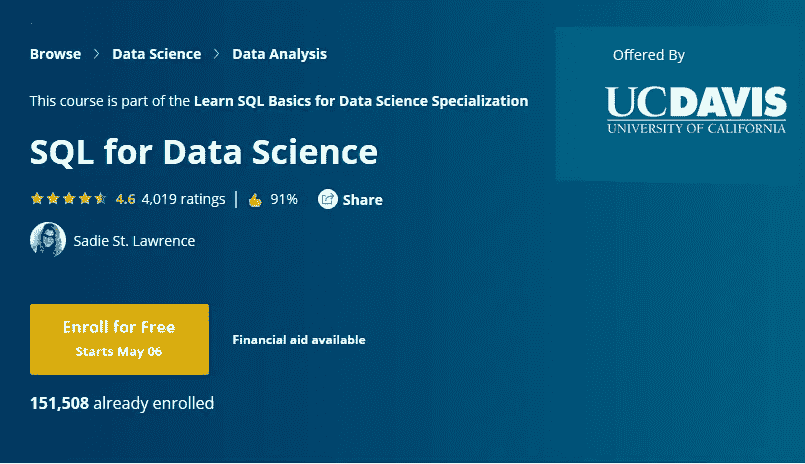 Browse > Data Science > Data Analysis
Offered By
UCDAVIS
UNIVERSITY OF CALIFORNIA
This course is part of the Learn SQL Basics for Data Science Specialization
SQL for Data Science
4.6 4,019 ratings | 91% Share
Sadie St. Lawrence
Enroll for Free
Starts May 06
Financial aid available
151,508 already enrolled